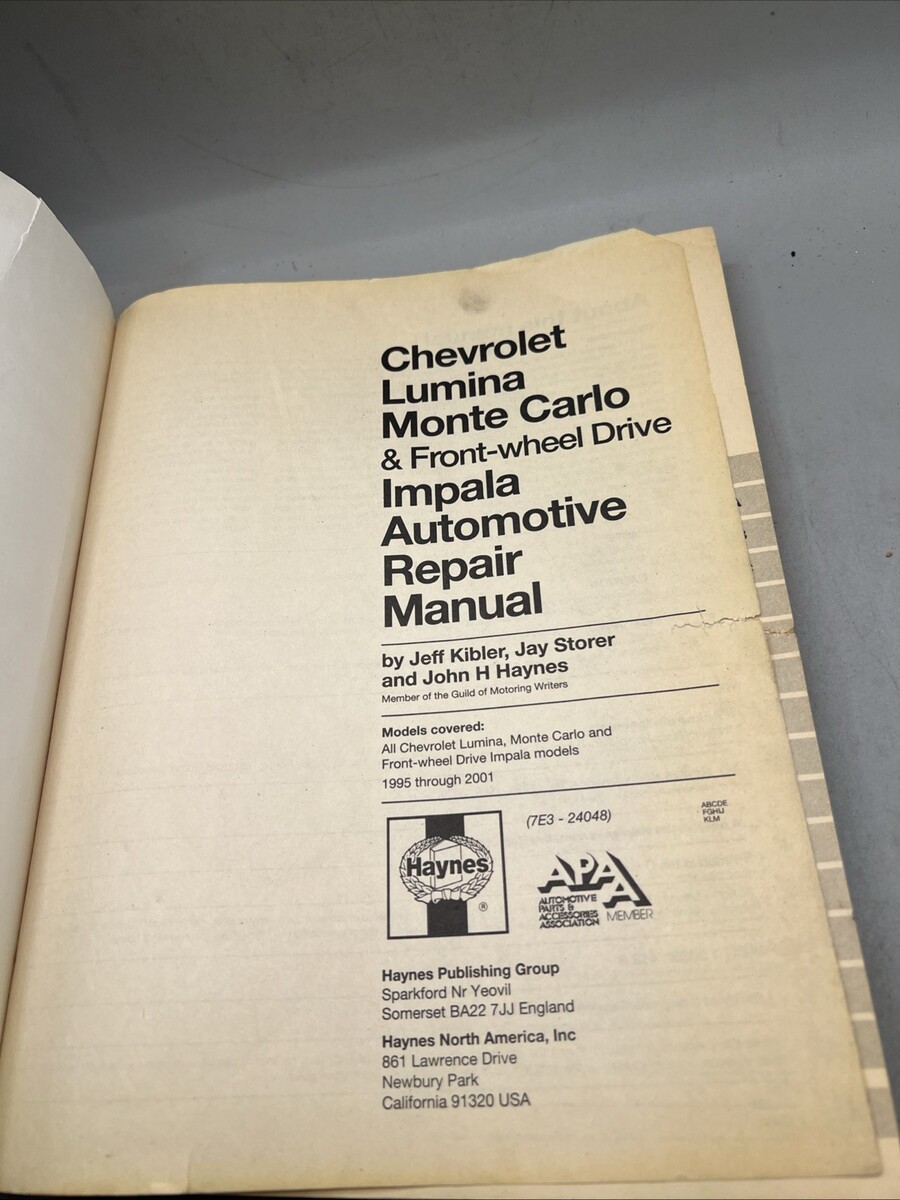 Chevrolet
Lumina
Monte Carlo
& Front-wheel Drive
Impala
Automotive
Repair
Manual
by Jeff Kibler, Jay Storer
and John H Haynes
Member of the Guild of Motoring Writers
Models covered:
All Chevrolet Lumina, Monte Carlo and
Front-wheel Drive Impala models
1995 through 2001
(7E3 - 24048)
ABCDE
FGHIJ
KLM
Haynes
®
APAA
AUTOMOTIVE
PARTS &
ACCESSORIES
ASSOCIATION
MEMBER
Haynes Publishing Group
Sparkford Nr Yeovil
Somerset BA22 7JJ England
Haynes North America, Inc
861 Lawrence Drive
Newbury Park
California 91320 USA